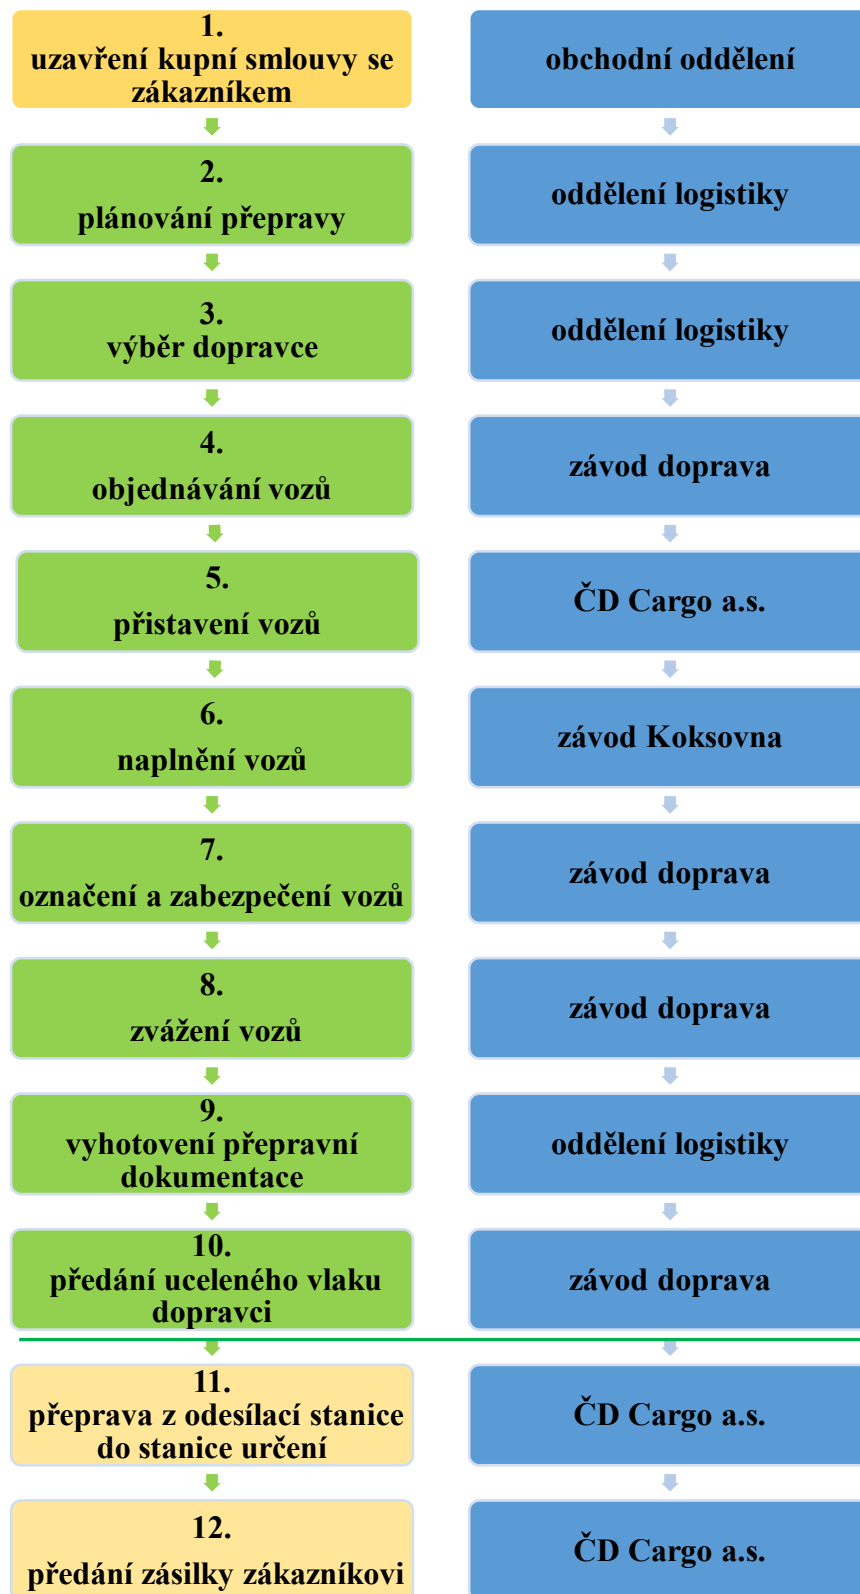 1.
uzavření kupní smlouvy se
zákazníkem
obchodní oddělení
2.
plánování přepravy
oddělení logistiky
3.
výběr dopravce
oddělení logistiky
4.
objednávání vozů
závod doprava
5.
přistavení vozů
ČD Cargo a.s.
6.
naplnění vozů
závod Koksovna
7.
označení a zabezpečení vozů
závod doprava
8.
zvážení vozů
závod doprava
9.
vyhotovení přepravní
dokumentace
oddělení logistiky
10.
předání uceleného vlaku
dopravci
závod doprava
11.
přeprava z odesílací stanice
do stanice určení
ČD Cargo a.s.
12.
předání zásilky zákazníkovi
ČD Cargo a.s.